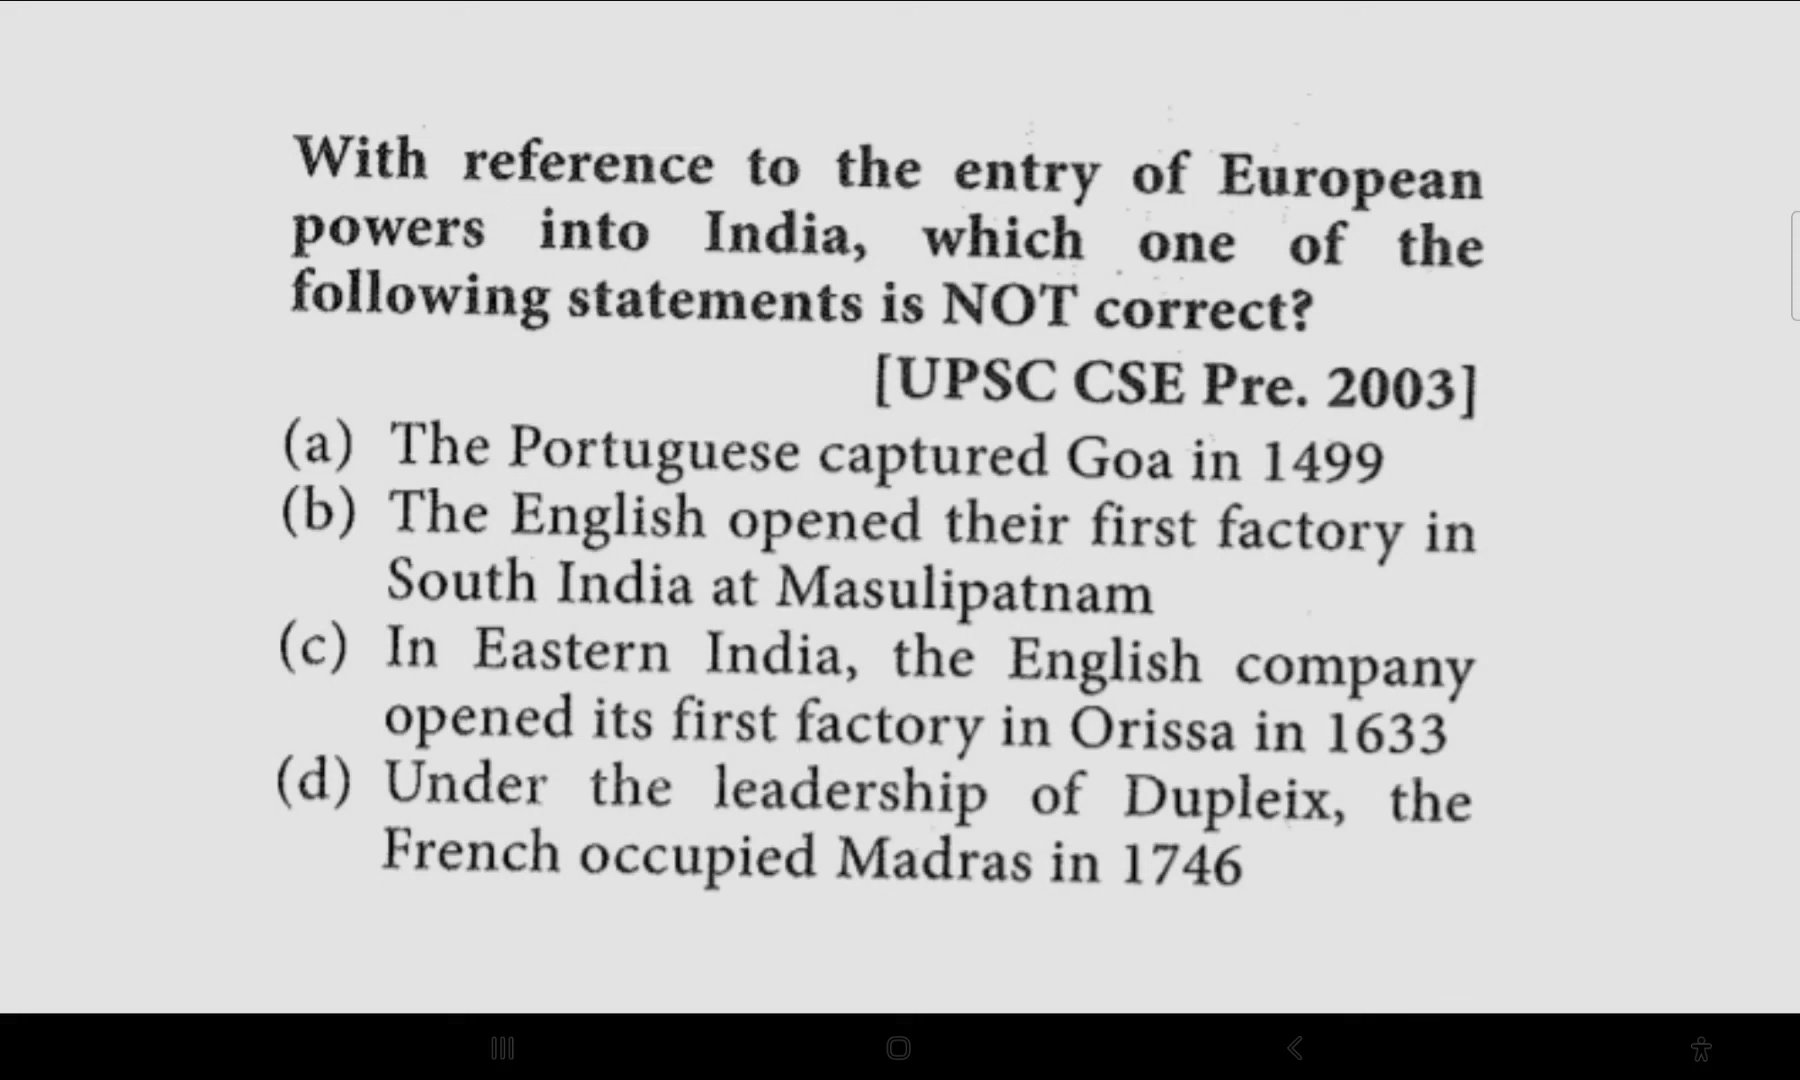 With reference to the entry of European
powers into India, which one of the
following statements is NOT correct?
[UPSC CSE Pre. 2003]
(a) The Portuguese captured Goa in 1499
(b) The English opened their first factory in
South India at Masulipatnam
(c) In Eastern India, the English company
opened its first factory in Orissa in 1633
(d) Under the leadership of Dupleix, the
French occupied Madras in 1746